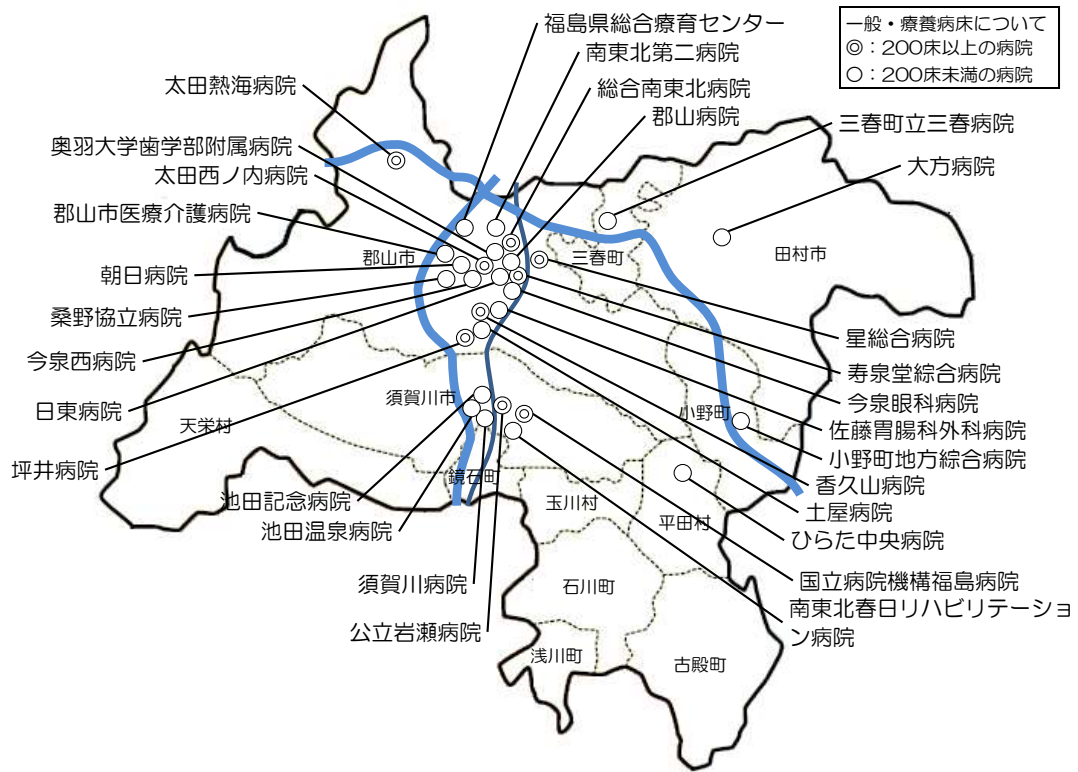 福島県総合療育センター
南東北第二病院
総合南東北病院
郡山病院
一般・療養病床について
◎：200床以上の病院
○：200床未満の病院
太田熱海病院
奥羽大学歯学部附属病院
太田西ノ内病院
郡山市医療介護病院
朝日病院
桑野協立病院
今泉西病院
日東病院
坪井病院
池田記念病院
池田温泉病院
須賀川病院
公立岩瀬病院
三春町立三春病院
大方病院
星総合病院
寿泉堂綜合病院
今泉眼科病院
佐藤胃腸科外科病院
小野町地方綜合病院
香久山病院
土屋病院
ひらた中央病院
国立病院機構福島病院
南東北春日リハビリテーショ
ン病院
郡山市
三春町
田村市
須賀川市
天栄村
小野町
鏡石町
玉川村
平田村
石川町
浅川町
古殿町